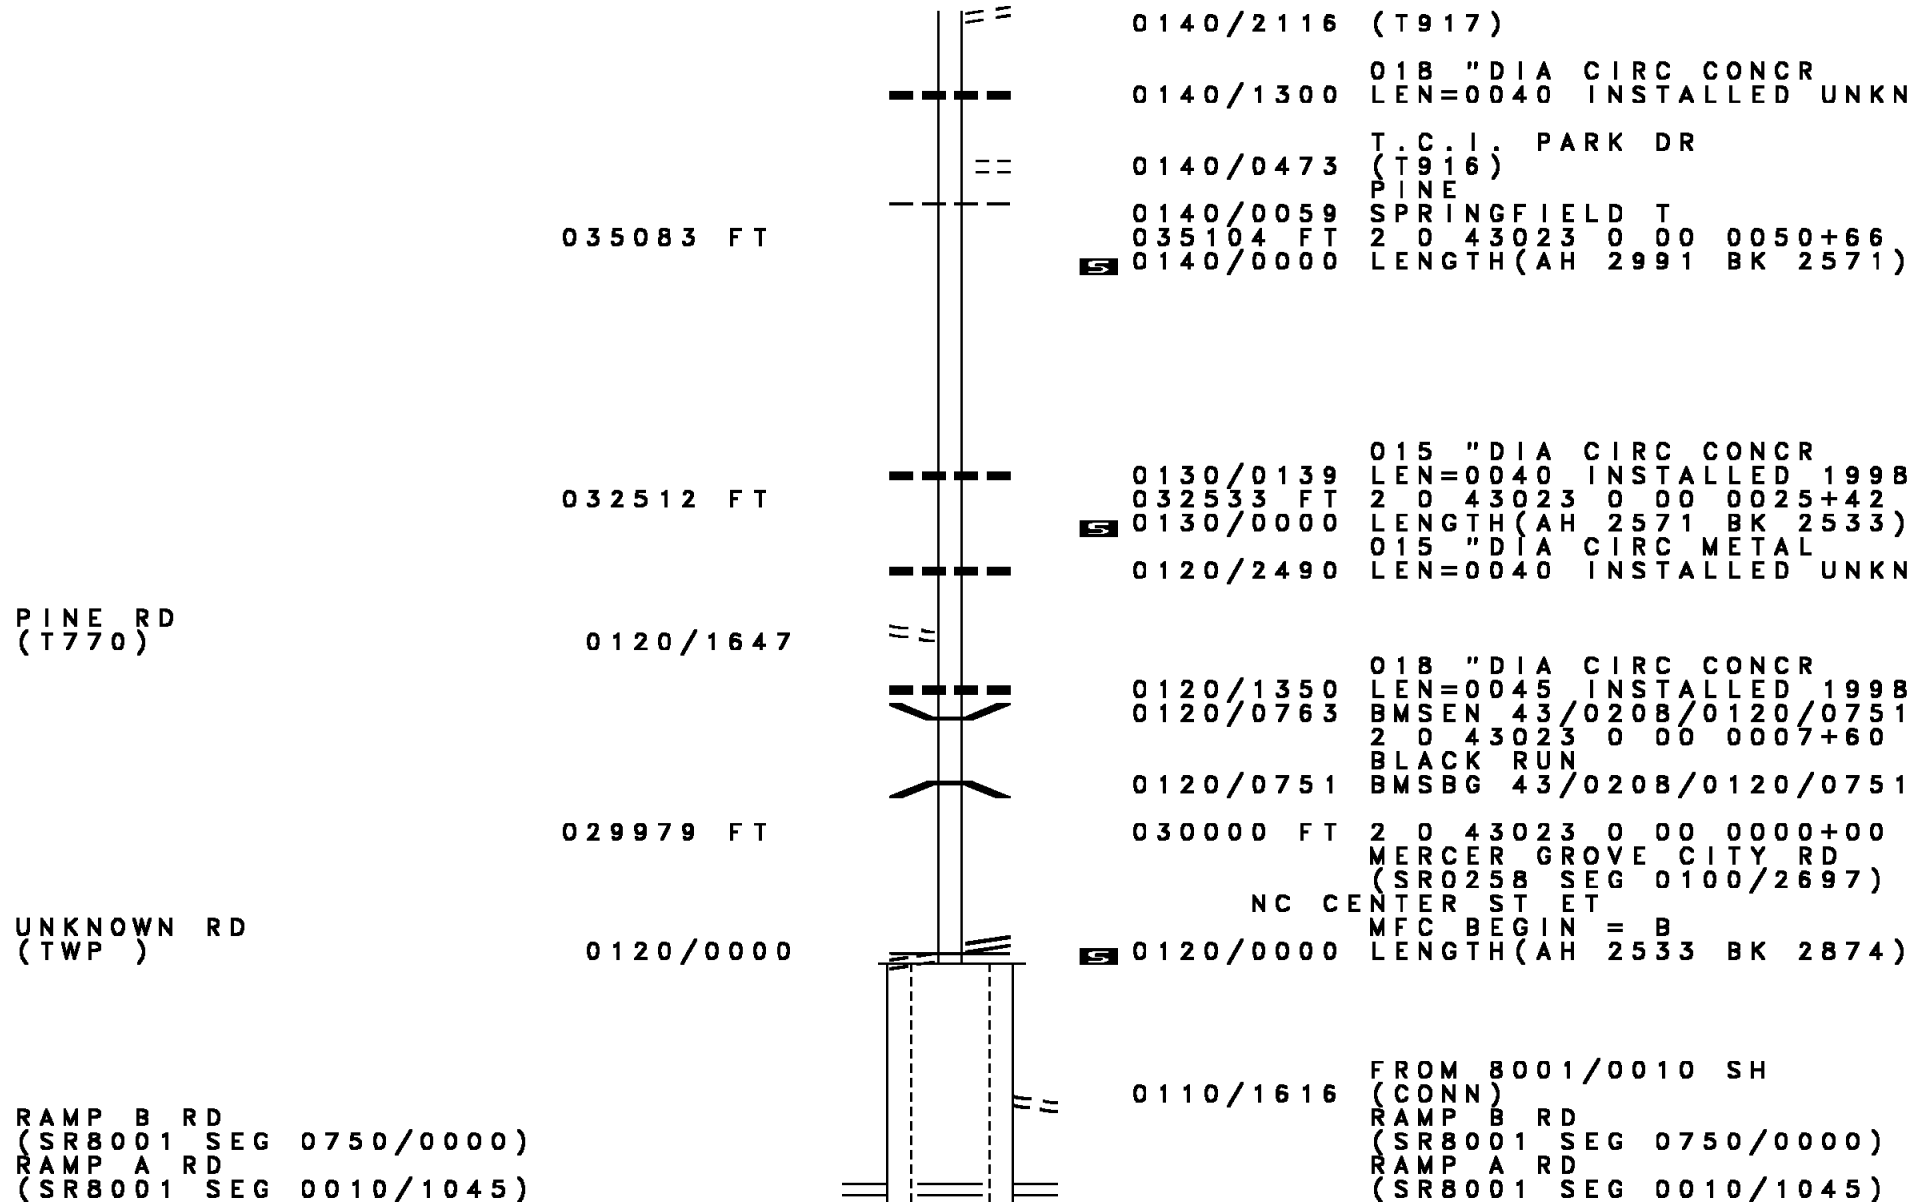 0140/2116 (T917)
018 "DIA CIRC CONCR
0140/1300 LEN=0040 INSTALLED UNKN
T.C.I. PARK DR
0140/0473 (T916)
PINE
0140/0059 SPRINGFIELD T
035083 FT 035104 FT 2 0 43023 0 00 0050+66
S 0140/0000 LENGTH(AH 2991 BK 2571)
015 "DIA CIRC CONCR
0130/0139 LEN=0040 INSTALLED 1998
032512 FT 032533 FT 2 0 43023 0 00 0025+42
S 0130/0000 LENGTH(AH 2571 BK 2533)
015 "DIA CIRC METAL
0120/2490 LEN=0040 INSTALLED UNKN
PINE RD
(T770) 0120/1647
018 "DIA CIRC CONCR
0120/1350 LEN=0045 INSTALLED 1998
0120/0763 BMSEN 43/0208/0120/0751
2 0 43023 0 00 0007+60
BLACK RUN
0120/0751 BMSBG 43/0208/0120/0751
029979 FT 030000 FT 2 0 43023 0 00 0000+00
MERCER GROVE CITY RD
(SR0258 SEG 0100/2697)
NC CENTER ST ET
UNKNOWN RD MFC BEGIN = B
(TWP ) 0120/0000 S 0120/0000 LENGTH(AH 2533 BK 2874)
FROM 8001/0010 SH
0110/1616 (CONN)
RAMP B RD RAMP B RD
(SR8001 SEG 0750/0000) (SR8001 SEG 0750/0000)
RAMP A RD RAMP A RD
(SR8001 SEG 0010/1045) (SR8001 SEG 0010/1045)